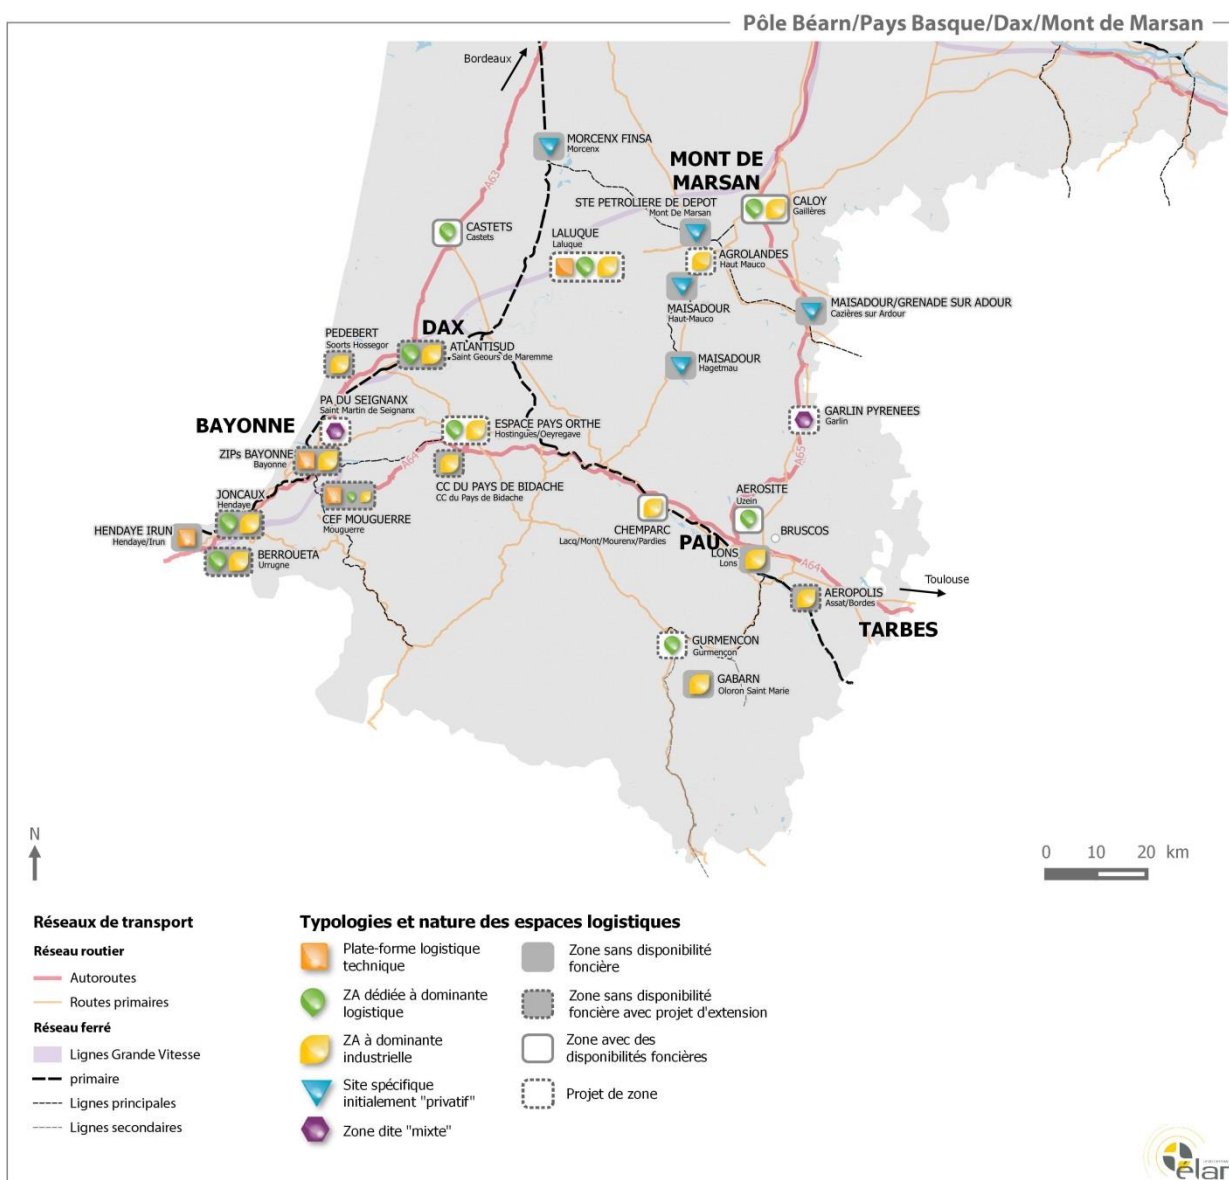 Pôle Béarn/Pays Basque/Dax/Mont de Marsan
Bordeaux
MORCENX FINSA
Morcenx
MONT DE
MARSAN
A63
STE PETROLIERE DE DEPOT
Mont De Marsan
CALOY
Gaillères
CASTETS
Castets
LALUQUE
Laluque
AGROLANDES
Haut Mauco
MAISADOUR
Haut-Mauco
MAISADOUR/GRENADE SUR ADOUR
Cazières sur Ardour
PEDEBERT
Soorts Hossegor
DAX
ATLANTISUD
Saint Geours de Maremme
MAISADOUR
Hagetmau
PA DU SEIGNANX
Saint Martin de Seignanx
GARLIN PYRENEES
Garlin
BAYONNE
ESPACE PAYS ORTHE
Hostingues/Oeyregave
ZIPs BAYONNE
Bayonne
A64
A65
CC DU PAYS DE BIDACHE
CC du Pays de Bidache
AEROSITE
Uzein
JONCAUX
Hendaye
CEF MOUGUERRE
Mouguerre
HENDAYE IRUN
Hendaye/Irun
CHEMPARC
Lacq/Mont/Mourenx/Pardies
PAU
BRUSCOS
LONS
Lons
BERROUETA
Urrugne
A64
Toulouse
AEROPOLIS
Assat/Bordes
TARBES
GURMENCON
Gurmençon
GABARN
Oloron Saint Marie
N
0 10 20 km
Réseaux de transport
Réseau routier
Autoroutes
Routes primaires
Réseau ferré
Lignes Grande Vitesse
primaire
Lignes principales
Lignes secondaires
Typologies et nature des espaces logistiques
Plate-forme logistique
technique
ZA dédiée à dominante
logistique
ZA à dominante
industrielle
Site spécifique
initialement "privatif"
Zone dite "mixte"
Zone sans disponibilité
foncière
Zone sans disponibilité
foncière avec projet d'extension
Zone avec des
disponibilités foncières
Projet de zone
élan